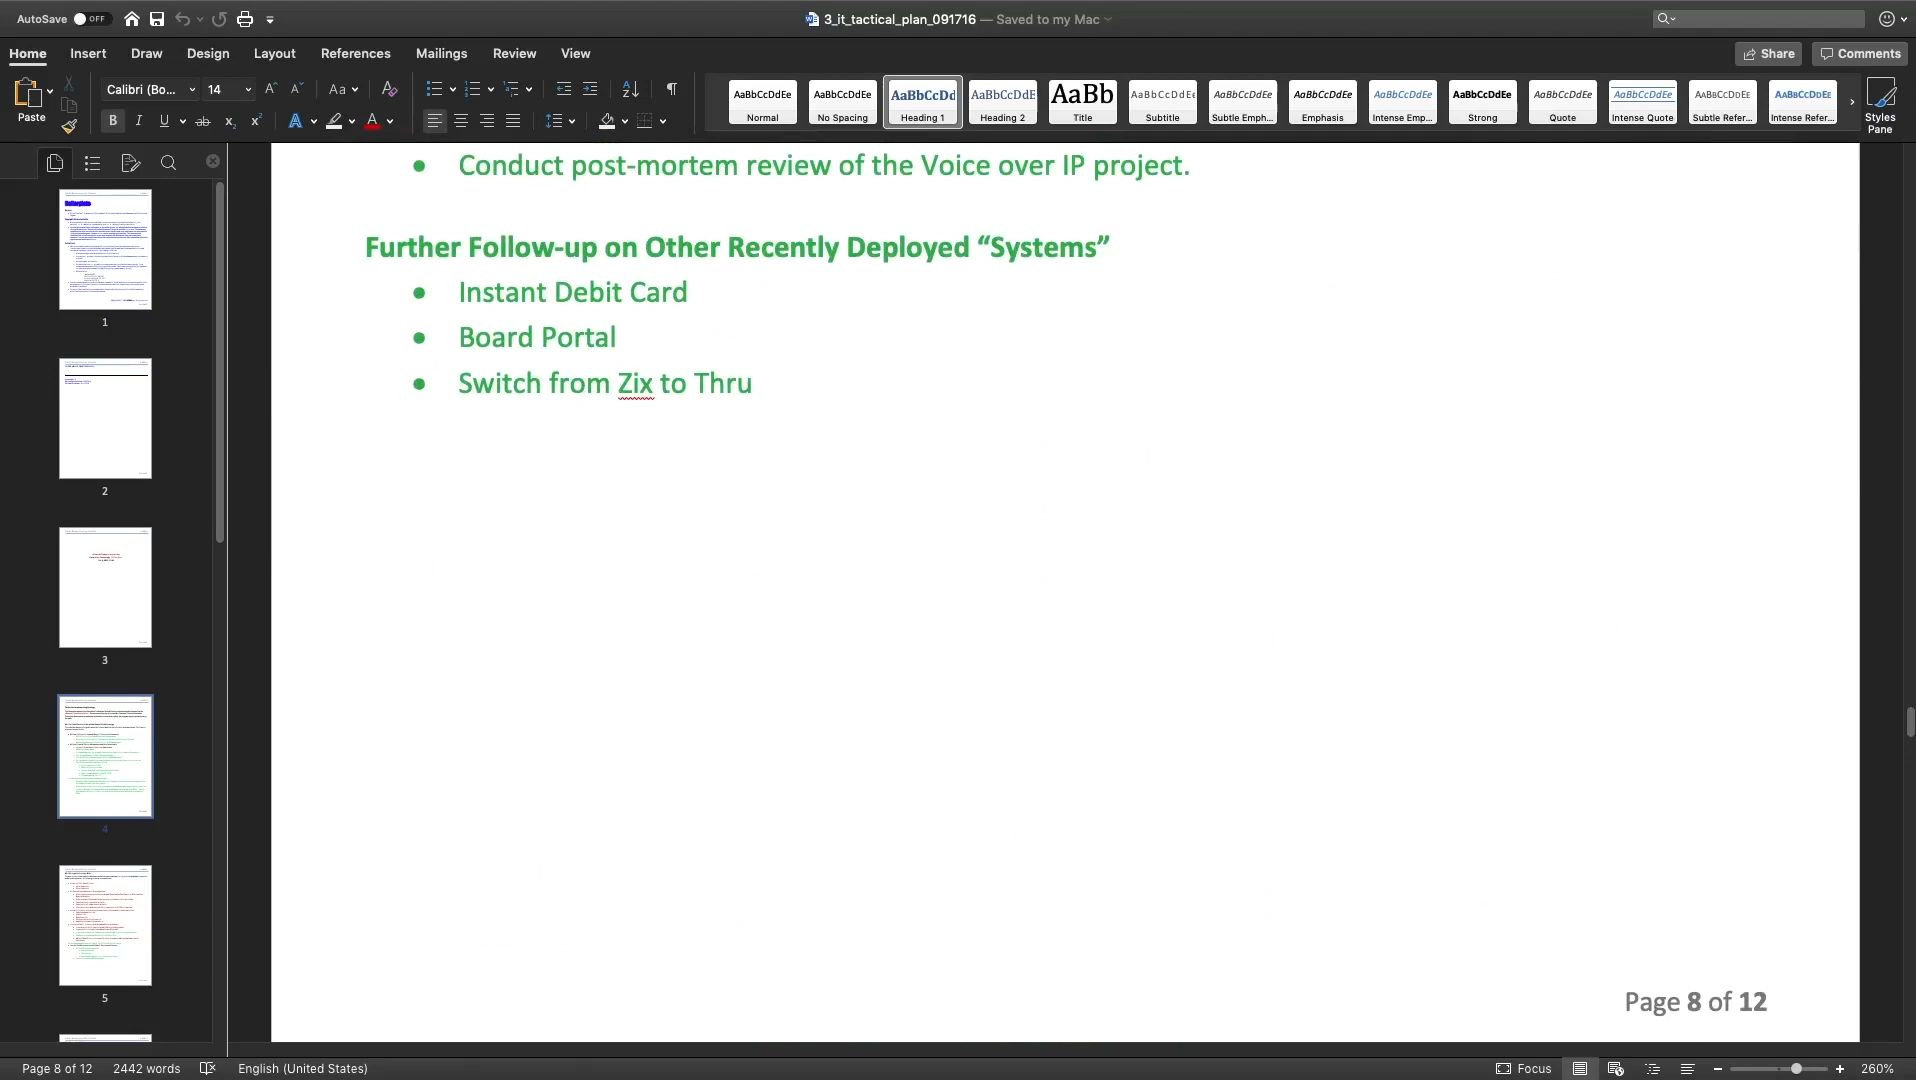 AutoSave OFF
3_it_tactical_plan_091716 — Saved to my Mac
Home Insert Draw Design Layout References Mailings Review View
Share Comments
Paste
Calibri (Bo... 14
Aa
B I U ab x₂ x²
A A
AaBbCcDdEe Normal
AaBbCcDdEe No Spacing
AaBbCcDd Heading 1
AaBbCcDdE Heading 2
AaBb Title
AaBbCcDdEe Subtitle
AaBbCcDdEe Subtle Emph...
AaBbCcDdEe Emphasis
AaBbCcDdEe Intense Emp...
AaBbCcDdEe Strong
AaBbCcDdEe Quote
AaBbCcDdEe Intense Quote
AaBbCcDdEe Subtle Refer...
AaBbCcDdEe Intense Refer...
Styles
Pane
1
2
3
4
5
• Conduct post-mortem review of the Voice over IP project.
Further Follow-up on Other Recently Deployed “Systems”
• Instant Debit Card
• Board Portal
• Switch from Zix to Thru
Page 8 of 12
Page 8 of 12 2442 words English (United States)
Focus 260%